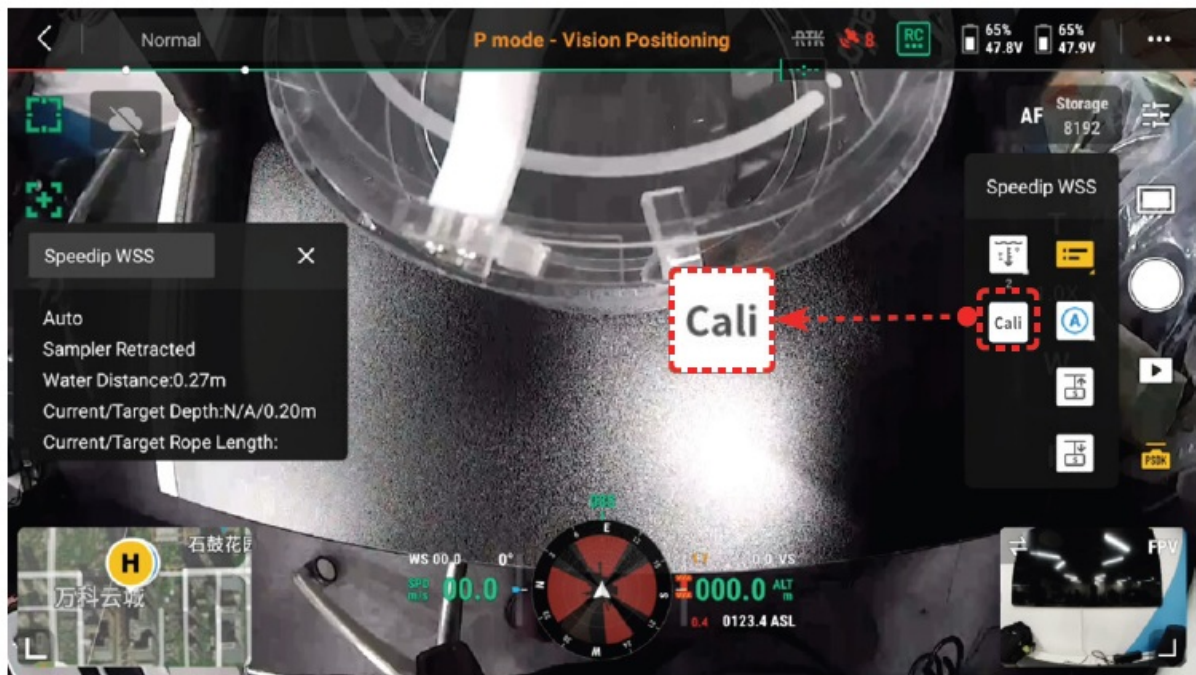 Normal
P mode - Vision Positioning
RTK
8
RC
65%
47.8V
65%
47.9V
AF
Storage
8192
Speedip WSS
Speedip WSS
Auto
Sampler Retracted
Water Distance:0.27m
Current/Target Depth:N/A/0.20m
Current/Target Rope Length:
2
Cali
Cali
A
S
S
PSDK
石鼓花园
H
万科云城
FPV
WS 00.0
0°
SPD
m/s
00.0
E
N
S
W
0.0 VS
000.0
ALT
m
0.4
0123.4 ASL